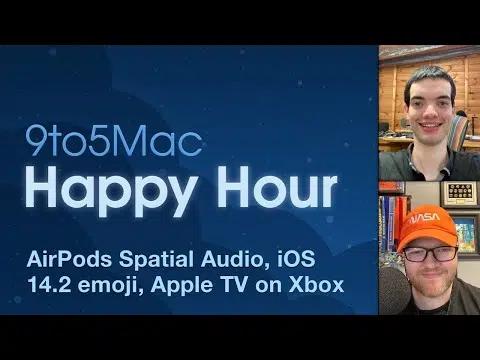 9to5Mac
Happy Hour
AirPods Spatial Audio, iOS
14.2 emoji, Apple TV on Xbox
NASA